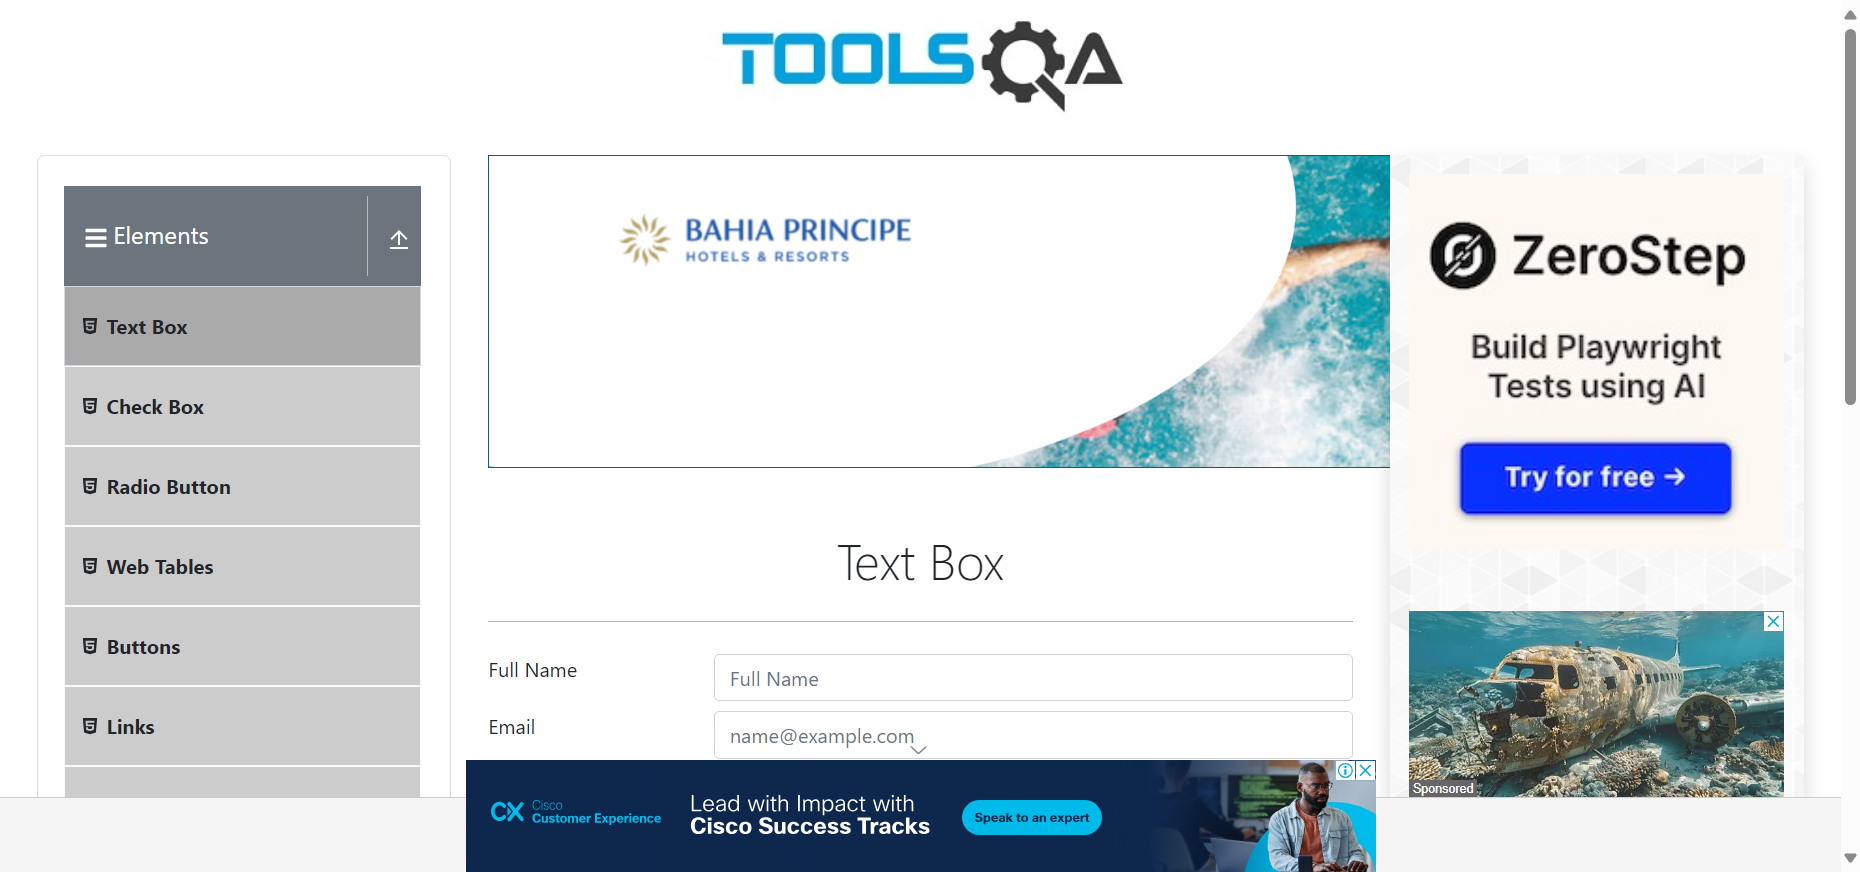 TOOLSQA
Elements
Text Box
Check Box
Radio Button
Web Tables
Buttons
Links
BAHIA PRINCIPE
HOTELS & RESORTS
Text Box
Full Name
Full Name
Email
name@example.com
ZeroStep
Build Playwright
Tests using AI
Try for free →
Sponsored
CX Cisco
Customer Experience
Lead with Impact with
Cisco Success Tracks
Speak to an expert